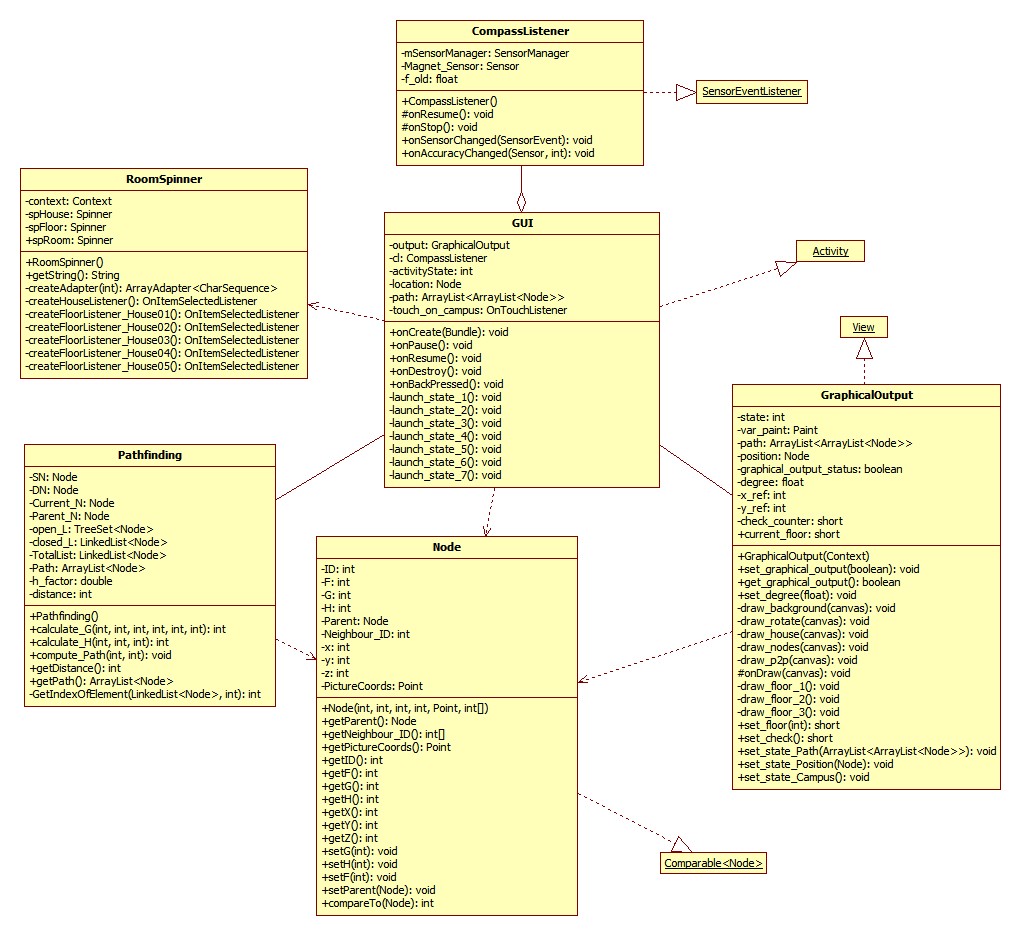 CompassListener
-mSensorManager: SensorManager
-Magnet_Sensor: Sensor
-f_old: float
+CompassListener()
#onResume(): void
#onStop(): void
+onSensorChanged(SensorEvent): void
+onAccuracyChanged(Sensor, int): void
SensorEventListener
RoomSpinner
-context: Context
-spHouse: Spinner
-spFloor: Spinner
+spRoom: Spinner
+RoomSpinner()
+getString(): String
-createAdapter(int): ArrayAdapter<CharSequence>
-createHouseListener(): OnItemSelectedListener
-createFloorListener_House01(): OnItemSelectedListener
-createFloorListener_House02(): OnItemSelectedListener
-createFloorListener_House03(): OnItemSelectedListener
-createFloorListener_House04(): OnItemSelectedListener
-createFloorListener_House05(): OnItemSelectedListener
GUI
-output: GraphicalOutput
-cl: CompassListener
-activityState: int
-location: Node
-path: ArrayList<ArrayList<Node>>
-touch_on_campus: OnTouchListener
+onCreate(Bundle): void
+onPause(): void
+onResume(): void
+onDestroy(): void
+onBackPressed(): void
-launch_state_1(): void
-launch_state_2(): void
-launch_state_3(): void
-launch_state_4(): void
-launch_state_5(): void
-launch_state_6(): void
-launch_state_7(): void
Activity
View
GraphicalOutput
-state: int
-var_paint: Paint
-path: ArrayList<ArrayList<Node>>
-position: Node
-graphical_output_status: boolean
-degree: float
-x_ref: int
-y_ref: int
-check_counter: short
+current_floor: short
+GraphicalOutput(Context)
+set_graphical_output(boolean): void
+get_graphical_output(): boolean
+set_degree(float): void
-draw_background(canvas): void
-draw_rotate(canvas): void
-draw_house(canvas): void
-draw_nodes(canvas): void
-draw_p2p(canvas): void
#onDraw(canvas): void
-draw_floor_1(): void
-draw_floor_2(): void
-draw_floor_3(): void
+set_floor(int): short
+set_check(): short
+set_state_Path(ArrayList<ArrayList<Node>>): void
+set_state_Position(Node): void
+set_state_Campus(): void
Pathfinding
-SN: Node
-DN: Node
-Current_N: Node
-Parent_N: Node
-open_L: TreeSet<Node>
-closed_L: LinkedList<Node>
-TotalList: LinkedList<Node>
-Path: ArrayList<Node>
-h_factor: double
-distance: int
+Pathfinding()
+calculate_G(int, int, int, int, int, int): int
+calculate_H(int, int, int): int
+compute_Path(int, int): void
+getDistance(): int
+getPath(): ArrayList<Node>
-GetIndexOfElement(LinkedList<Node>, int): int
Node
-ID: int
-F: int
-G: int
-H: int
-Parent: Node
-Neighbour_ID: int
-x: int
-y: int
-z: int
-PictureCoords: Point
+Node(int, int, int, int, Point, int[])
+getParent(): Node
+getNeighbour_ID(): int[]
+getPictureCoords(): Point
+getID(): int
+getF(): int
+getG(): int
+getH(): int
+getX(): int
+getY(): int
+getZ(): int
+setG(int): void
+setH(int): void
+setF(int): void
+setParent(Node): void
+compareTo(Node): int
Comparable<Node>